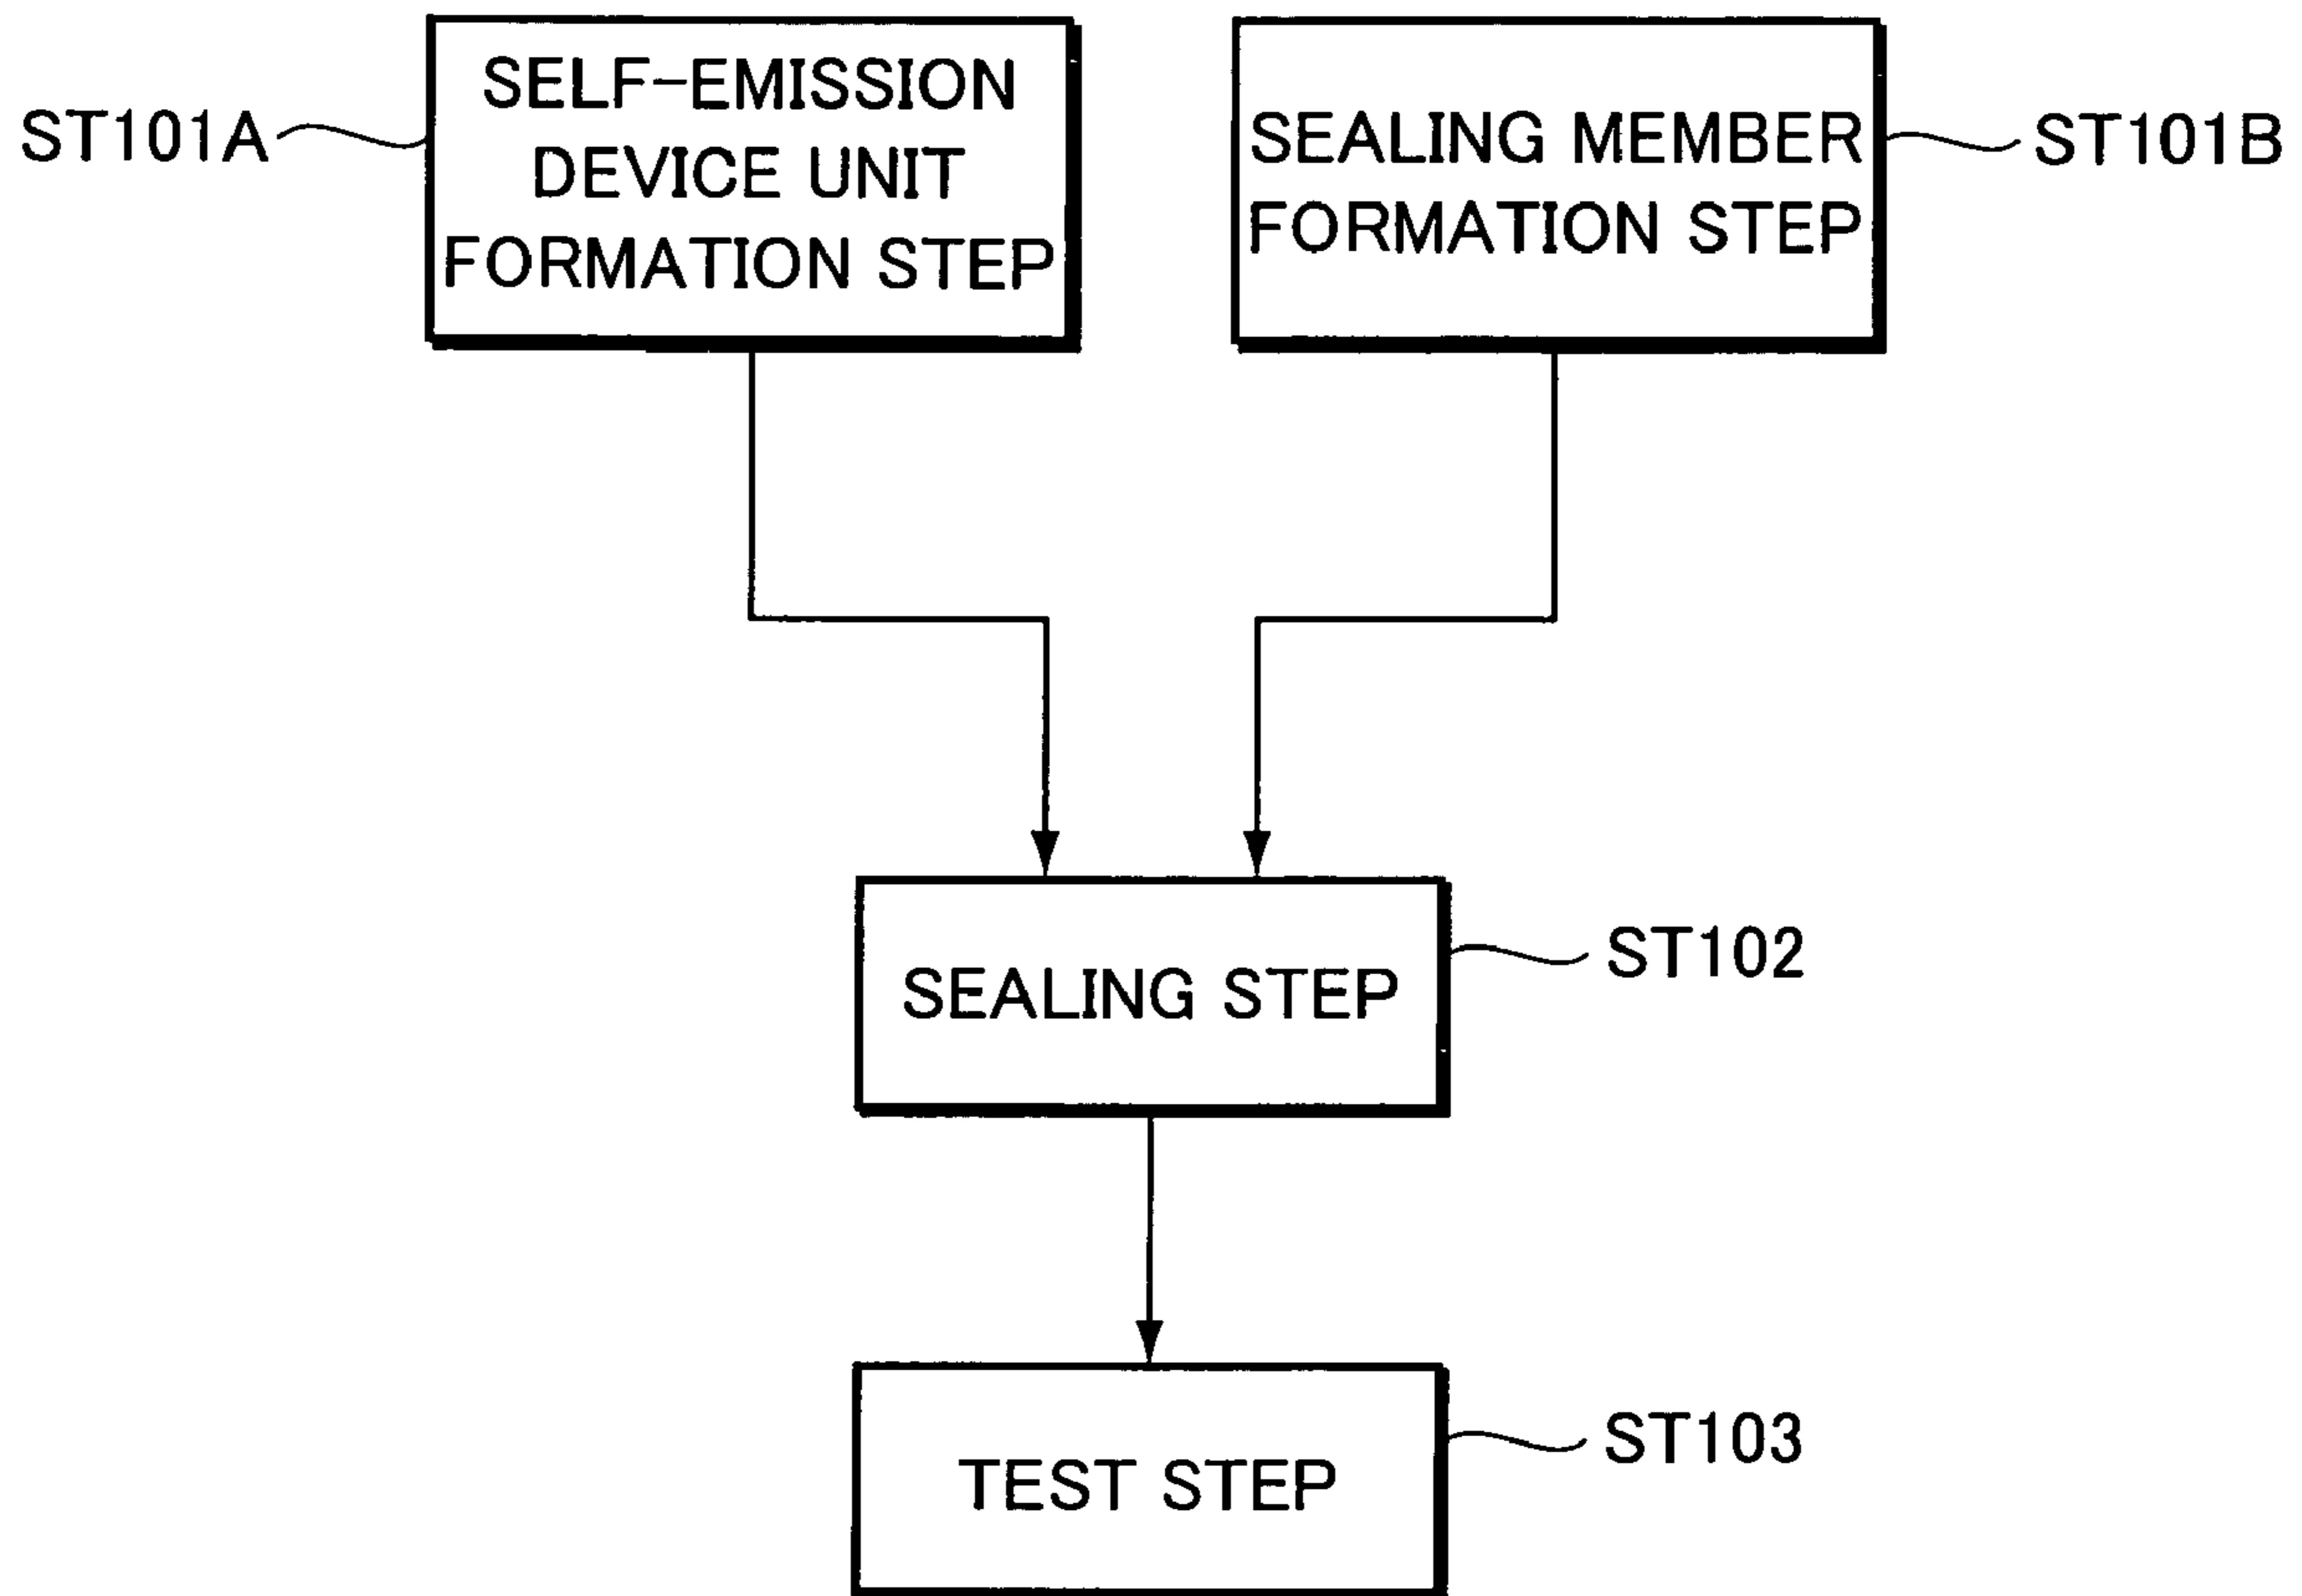 ST101A
SELF-EMISSION
DEVICE UNIT
FORMATION STEP
SEALING MEMBER
FORMATION STEP
ST101B
SEALING STEP
ST102
TEST STEP
ST103